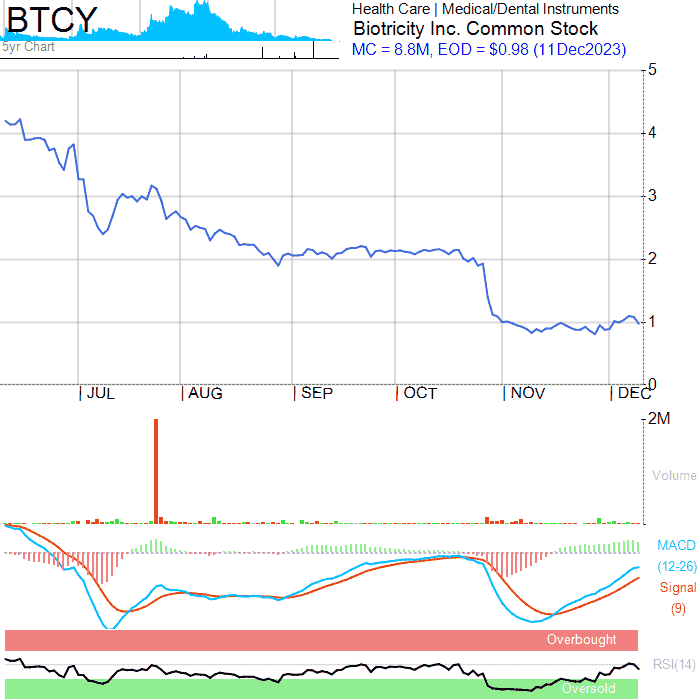 BTCY
5yr Chart
Health Care | Medical/Dental Instruments
Biotricity Inc. Common Stock
MC = 8.8M, EOD = $0.98 (11Dec2023)
5
4
3
2
1
0
JUL AUG SEP OCT NOV DEC
2M
Volume
MACD
(12-26)
Signal
(9)
Overbought
RSI(14)
Oversold